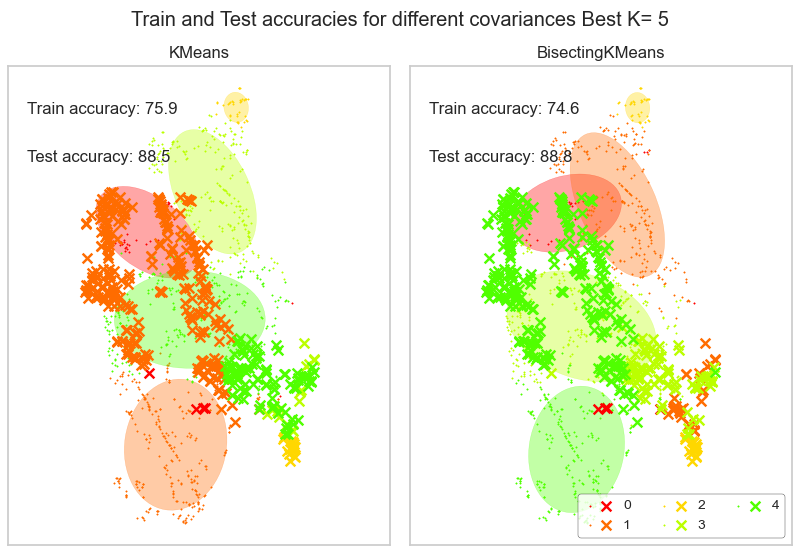 Train and Test accuracies for different covariances Best K= 5
KMeans
BisectingKMeans
Train accuracy: 75.9
Test accuracy: 88.5
Train accuracy: 74.6
Test accuracy: 88.8
0 2 4
1 3